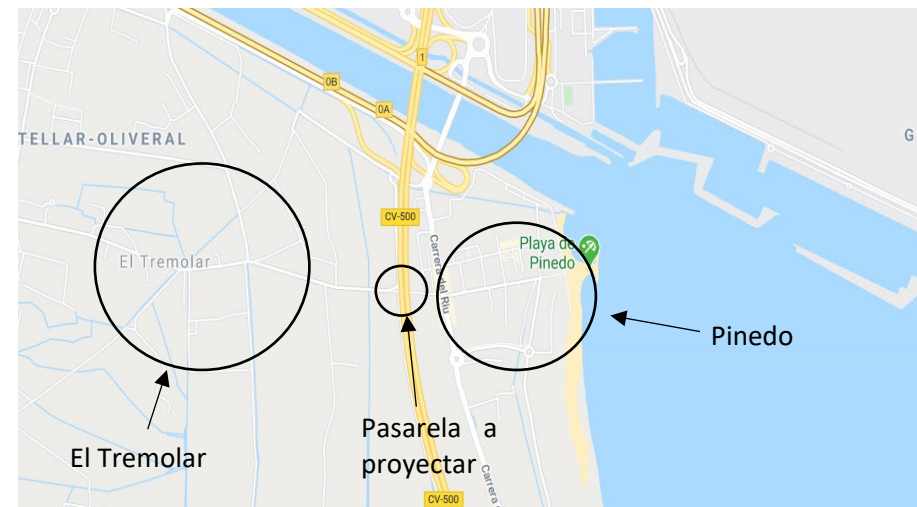 1
0B
0A
TELLAR-OLIVERAL
G
CV-500
Carrera del Riu
Playa de
Pinedo
El Tremolar
Pinedo
Pasarela a
proyectar
El Tremolar
Carrera d
CV-500